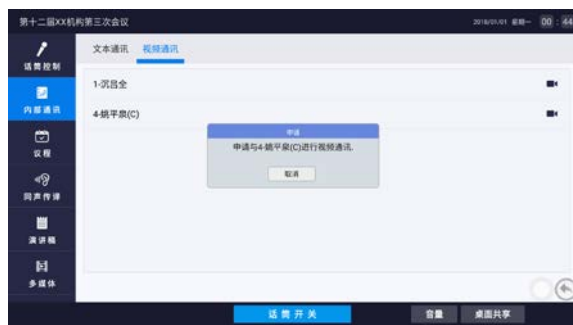 第十二届XX机构第三次会议
2018/01/01 星期一 00 : 44
话筒控制
内部通讯
议程
同声传译
演讲稿
多媒体
文本通讯 视频通讯
1-沉吕全
4-姚平泉(C)
申请
申请与4-姚平泉(C)进行视频通讯.
取消
话筒开关
音量
桌面共享